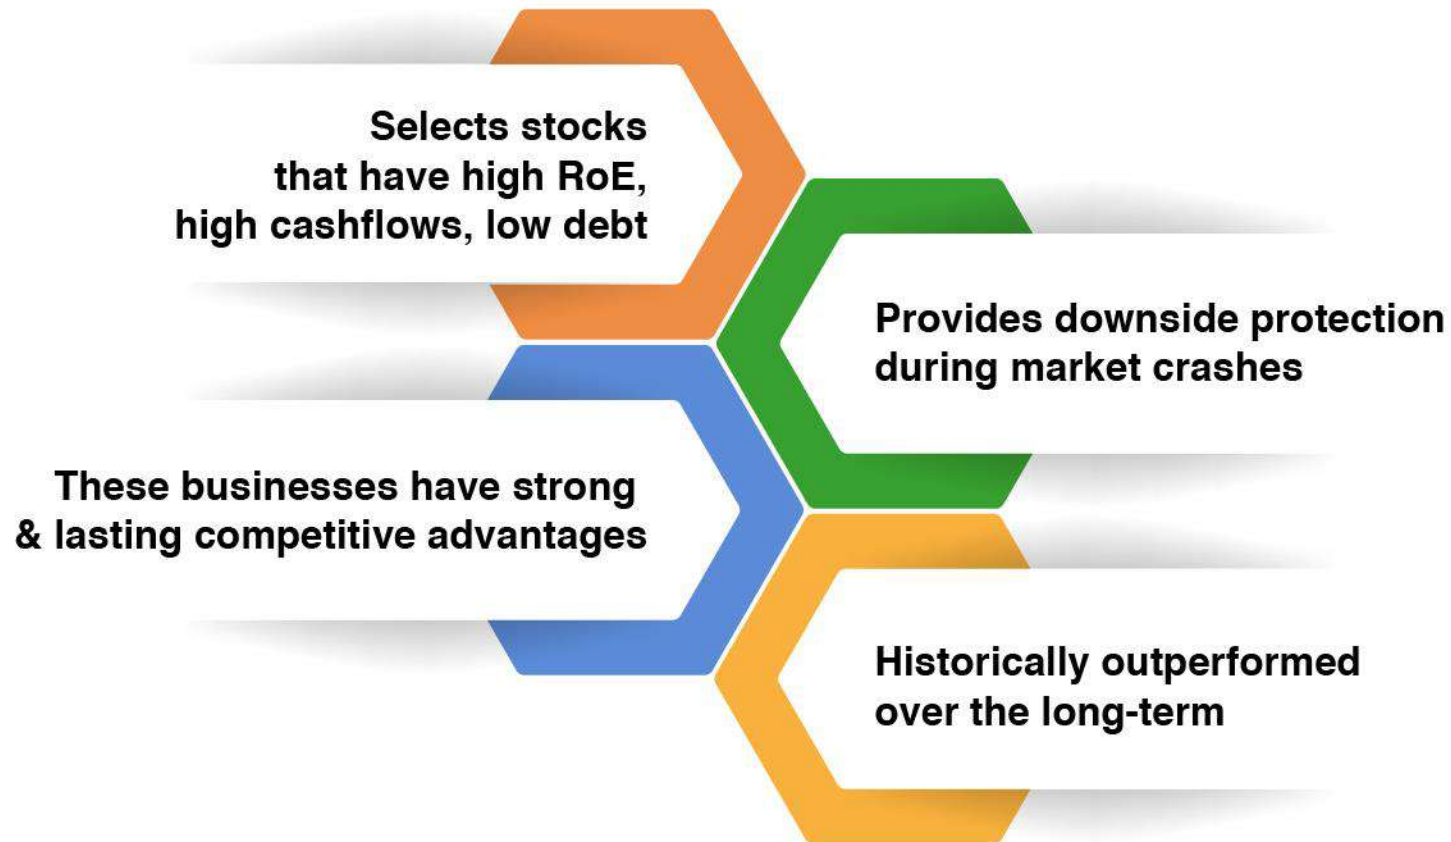 Selects stocks
that have high RoE,
high cashflows, low debt
Provides downside protection
during market crashes
These businesses have strong
& lasting competitive advantages
Historically outperformed
over the long-term